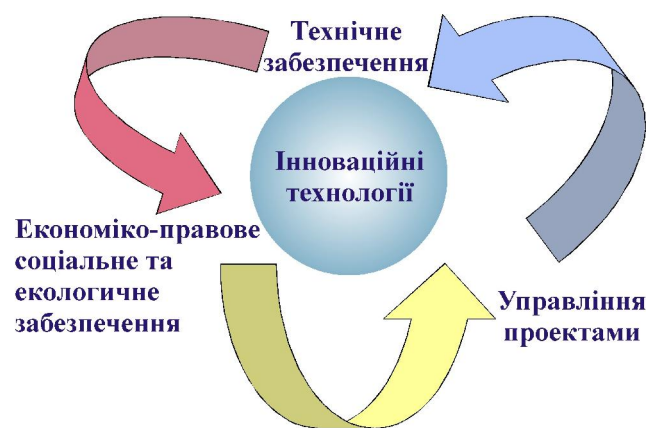 Технічне
забезпечення
Інноваційні
технології
Економіко-правове
соціальне та
екологичне
забезпечення
Управління
проектами